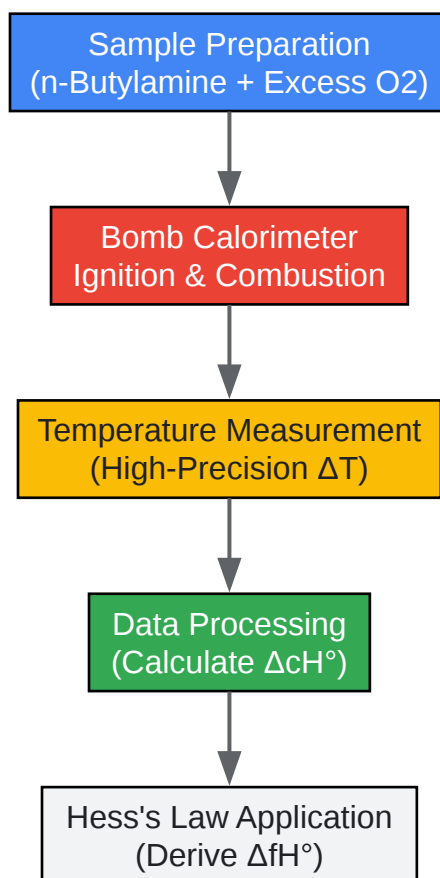 Sample Preparation
(n-Butylamine + Excess O2)
Bomb Calorimeter
Ignition & Combustion
Temperature Measurement
(High-Precision ΔT)
Data Processing
(Calculate ΔcH°)
Hess's Law Application
(Derive ΔfH°)